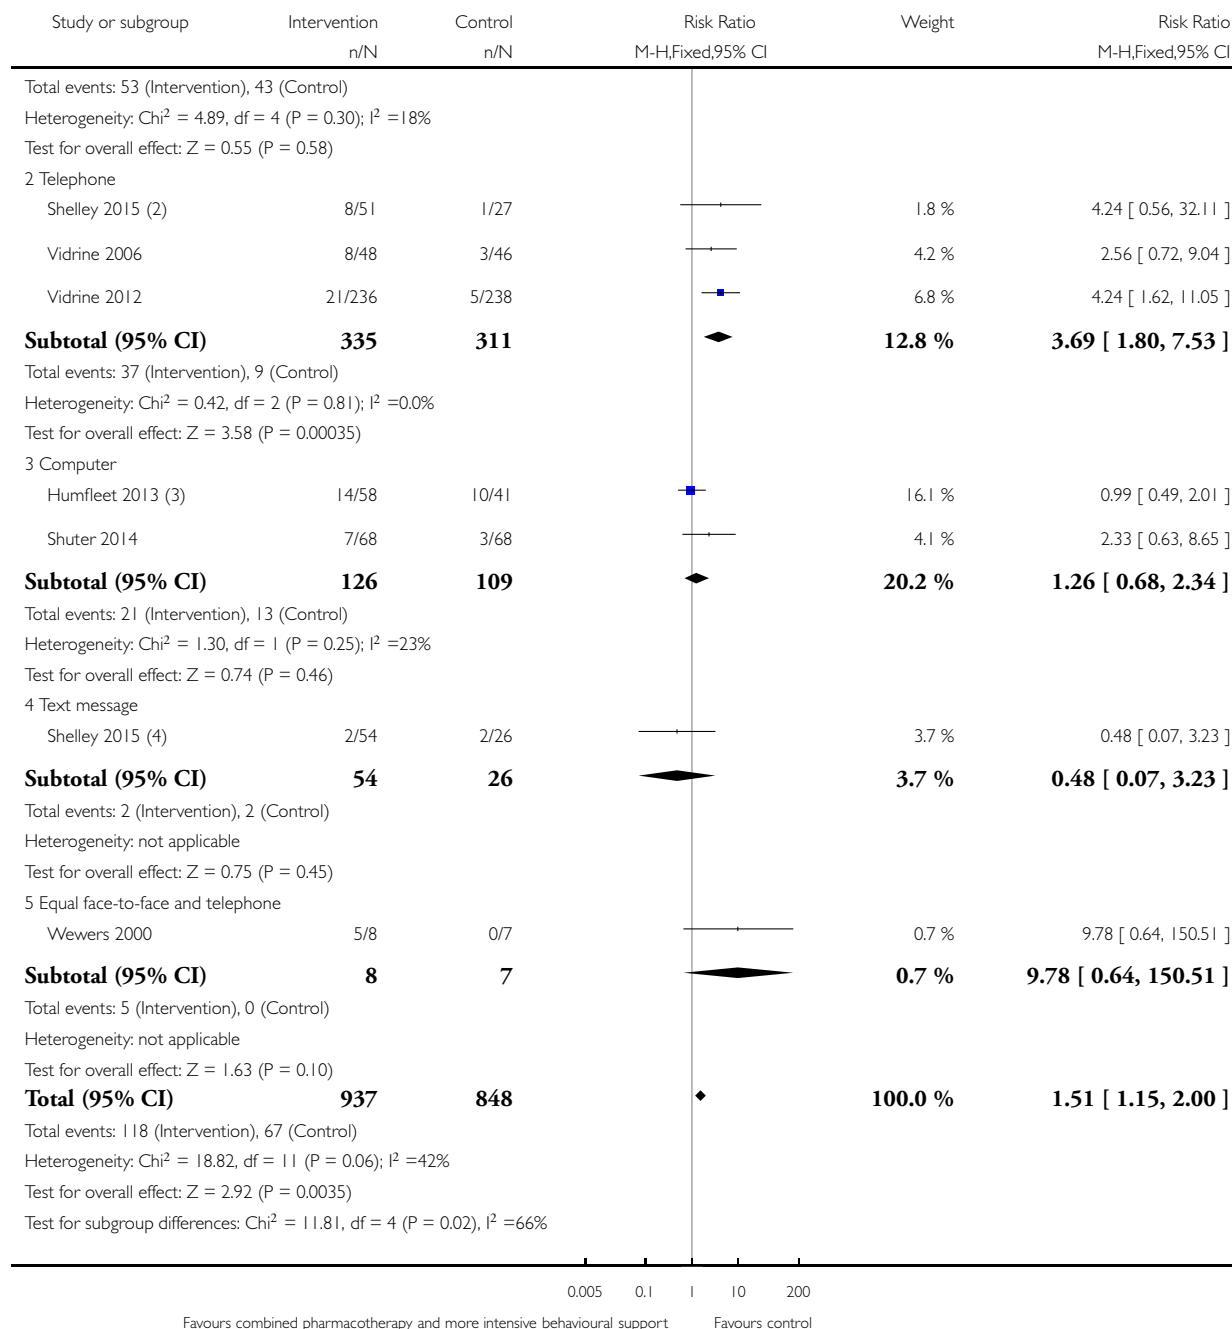 Study or subgroup Intervention Control Risk Ratio Weight Risk Ratio
n/N n/N M-H,Fixed,95% CI M-H,Fixed,95% CI
Total events: 53 (Intervention), 43 (Control)
Heterogeneity: Chi² = 4.89, df = 4 (P = 0.30); I² =18%
Test for overall effect: Z = 0.55 (P = 0.58)
2 Telephone
Shelley 2015 (2) 8/51 1/27 1.8 % 4.24 [ 0.56, 32.11 ]
Vidrine 2006 8/48 3/46 4.2 % 2.56 [ 0.72, 9.04 ]
Vidrine 2012 21/236 5/238 6.8 % 4.24 [ 1.62, 11.05 ]
Subtotal (95% CI) 335 311 12.8 % 3.69 [ 1.80, 7.53 ]
Total events: 37 (Intervention), 9 (Control)
Heterogeneity: Chi² = 0.42, df = 2 (P = 0.81); I² =0.0%
Test for overall effect: Z = 3.58 (P = 0.00035)
3 Computer
Humfleet 2013 (3) 14/58 10/41 16.1 % 0.99 [ 0.49, 2.01 ]
Shuter 2014 7/68 3/68 4.1 % 2.33 [ 0.63, 8.65 ]
Subtotal (95% CI) 126 109 20.2 % 1.26 [ 0.68, 2.34 ]
Total events: 21 (Intervention), 13 (Control)
Heterogeneity: Chi² = 1.30, df = 1 (P = 0.25); I² =23%
Test for overall effect: Z = 0.74 (P = 0.46)
4 Text message
Shelley 2015 (4) 2/54 2/26 3.7 % 0.48 [ 0.07, 3.23 ]
Subtotal (95% CI) 54 26 3.7 % 0.48 [ 0.07, 3.23 ]
Total events: 2 (Intervention), 2 (Control)
Heterogeneity: not applicable
Test for overall effect: Z = 0.75 (P = 0.45)
5 Equal face-to-face and telephone
Wewers 2000 5/8 0/7 0.7 % 9.78 [ 0.64, 150.51 ]
Subtotal (95% CI) 8 7 0.7 % 9.78 [ 0.64, 150.51 ]
Total events: 5 (Intervention), 0 (Control)
Heterogeneity: not applicable
Test for overall effect: Z = 1.63 (P = 0.10)
Total (95% CI) 937 848 100.0 % 1.51 [ 1.15, 2.00 ]
Total events: 118 (Intervention), 67 (Control)
Heterogeneity: Chi² = 18.82, df = 11 (P = 0.06); I² =42%
Test for overall effect: Z = 2.92 (P = 0.0035)
Test for subgroup differences: Chi² = 11.81, df = 4 (P = 0.02), I² =66%
0.005 0.1 1 10 200
Favours combined pharmacotherapy and more intensive behavioural support Favours control